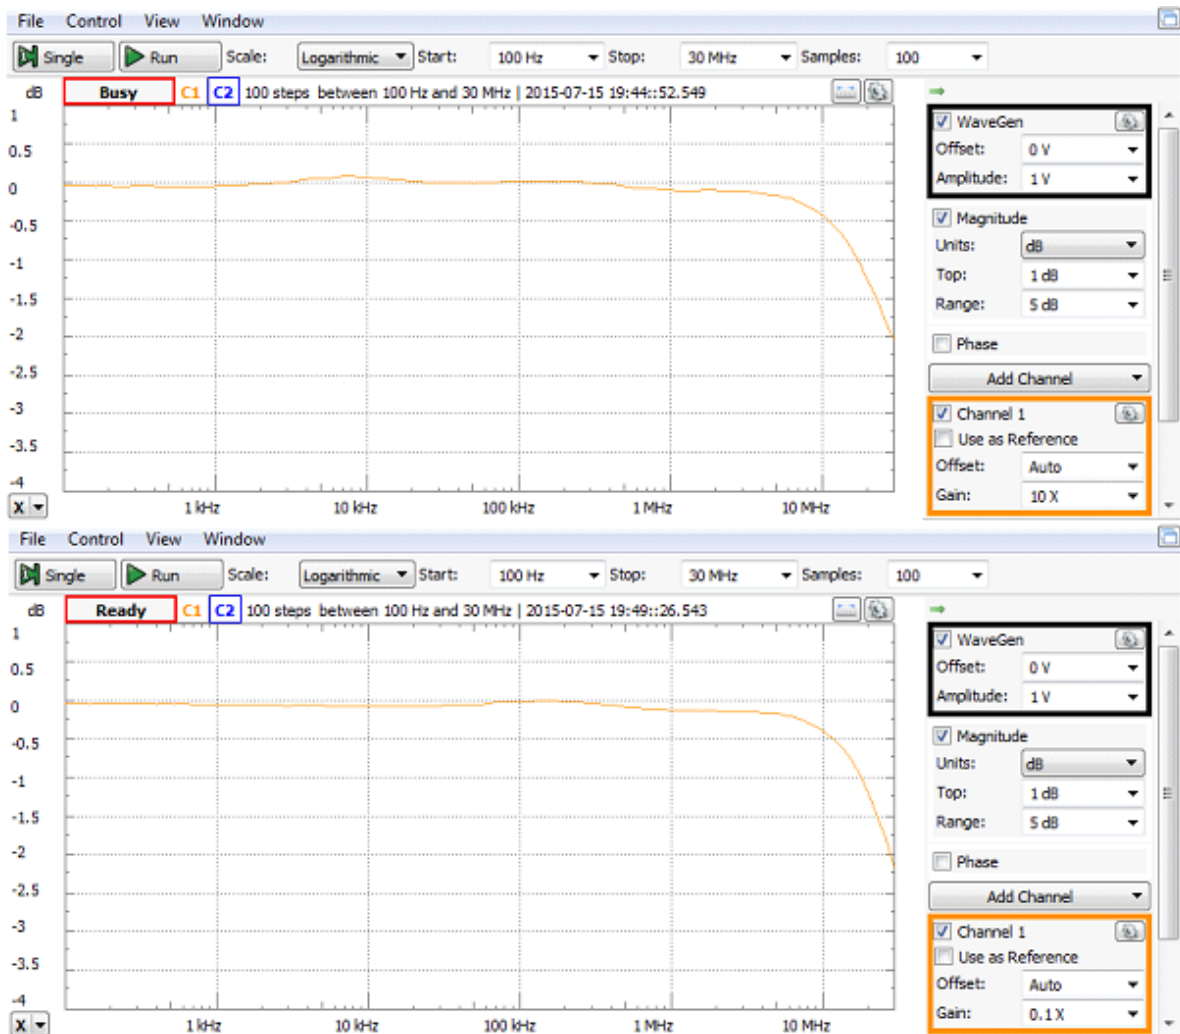 File Control View Window
Single Run Scale: Logarithmic Start: 100 Hz Stop: 30 MHz Samples: 100
dB Busy C1 C2 100 steps between 100 Hz and 30 MHz | 2015-07-15 19:44::52.549
1
0.5
0
-0.5
-1
-1.5
-2
-2.5
-3
-3.5
-4
X 1 kHz 10 kHz 100 kHz 1 MHz 10 MHz
WaveGen
Offset: 0 V
Amplitude: 1 V
Magnitude
Units: dB
Top: 1 dB
Range: 5 dB
Phase
Add Channel
Channel 1
Use as Reference
Offset: Auto
Gain: 10 X
File Control View Window
Single Run Scale: Logarithmic Start: 100 Hz Stop: 30 MHz Samples: 100
dB Ready C1 C2 100 steps between 100 Hz and 30 MHz | 2015-07-15 19:49::26.543
1
0.5
0
-0.5
-1
-1.5
-2
-2.5
-3
-3.5
-4
X 1 kHz 10 kHz 100 kHz 1 MHz 10 MHz
WaveGen
Offset: 0 V
Amplitude: 1 V
Magnitude
Units: dB
Top: 1 dB
Range: 5 dB
Phase
Add Channel
Channel 1
Use as Reference
Offset: Auto
Gain: 0.1 X